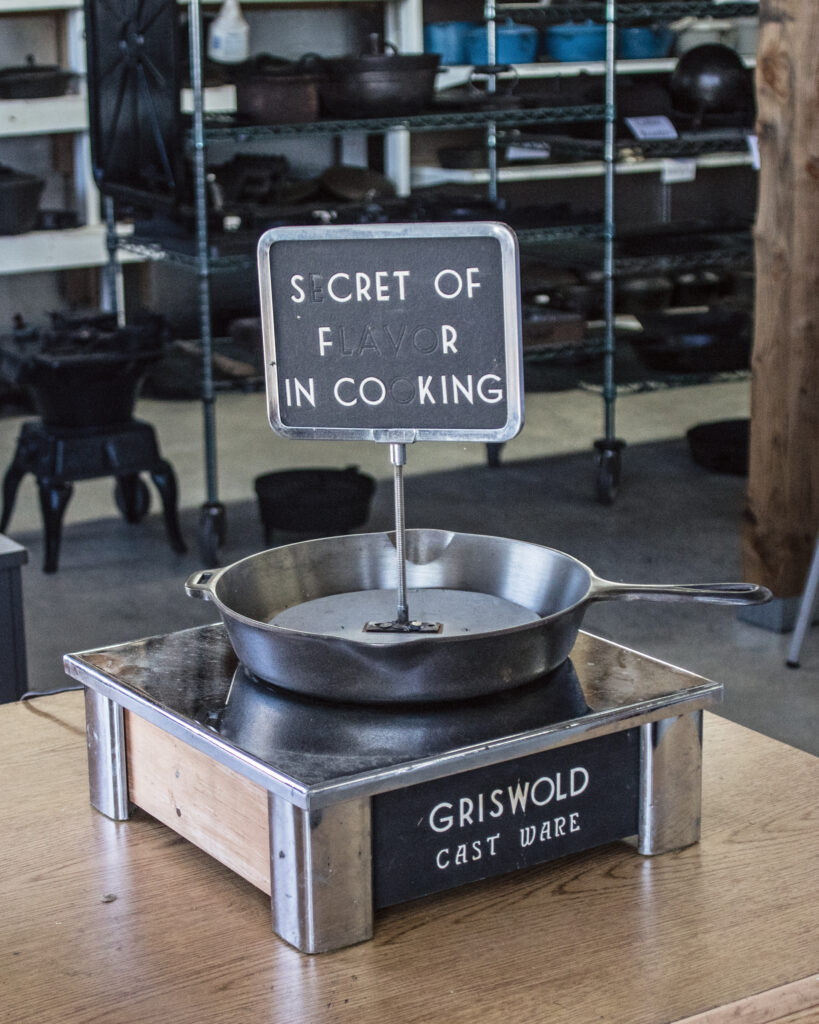 SECRET OF
FLAVOR
IN COOKING
GRISWOLD
CAST WARE